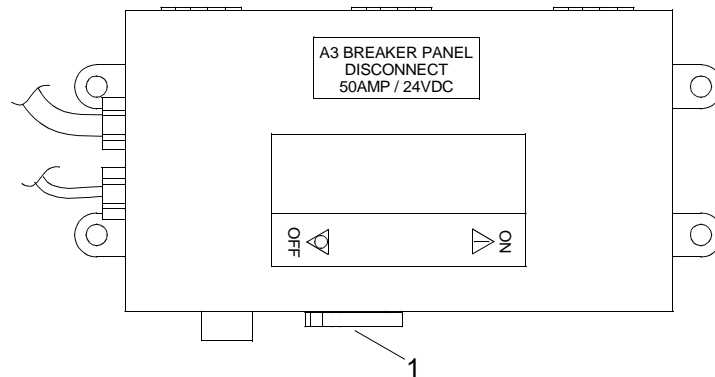 A3 BREAKER PANEL
DISCONNECT
50AMP / 24VDC
OFF
ON
1